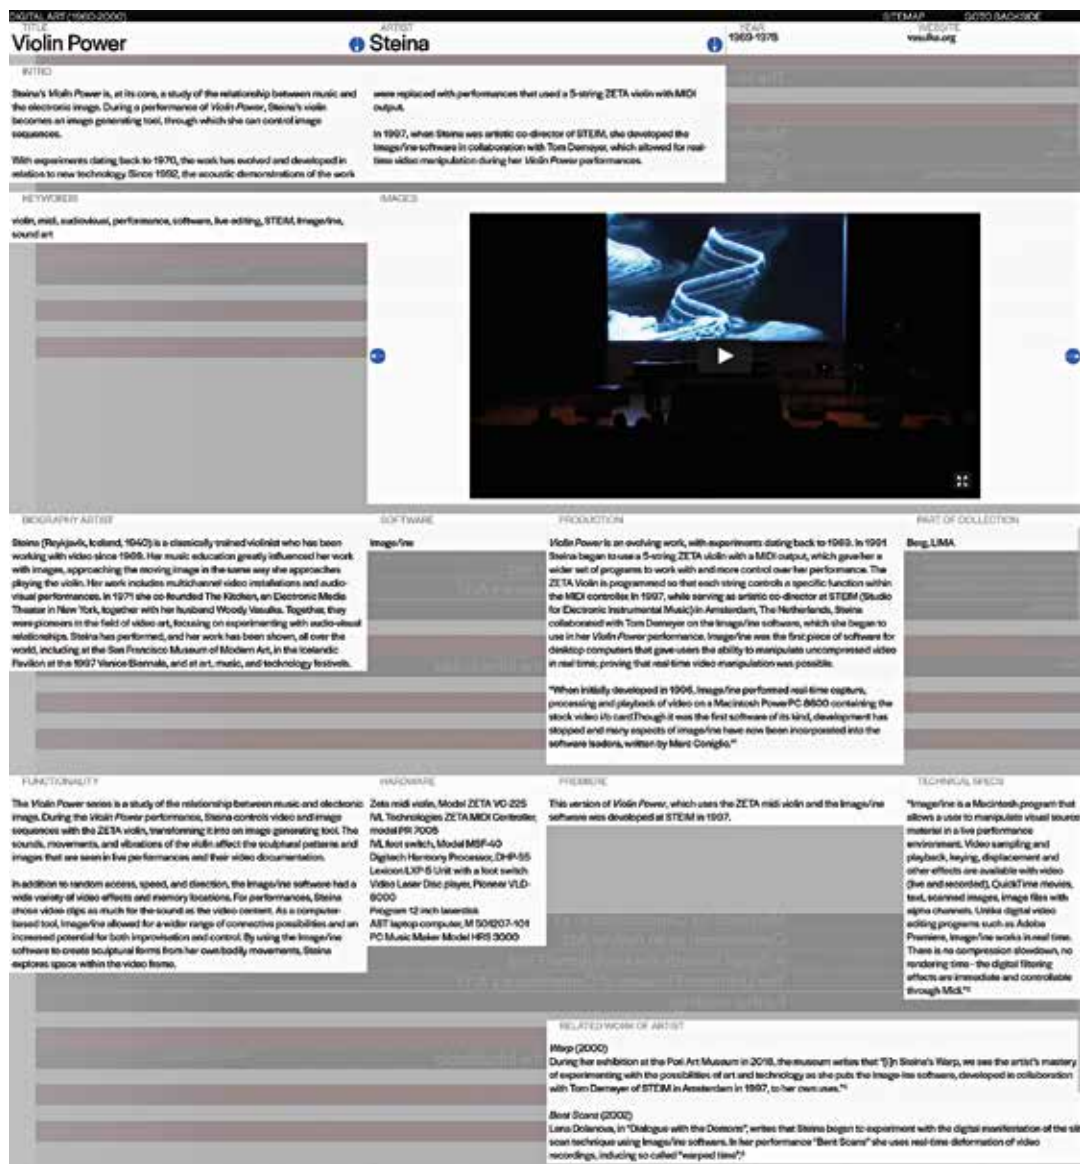 DIGITAL ART (1960-2000)
SITEMAP
GOTO BACKSIDE
TITLE
Violin Power
ARTIST
Steina
YEAR
1969-1978
WEBSITE
vasulka.org
INTRO
Steina's Violin Power is, at its core, a study of the relationship between music and
the electronic image. During a performance of Violin Power, Steina's violin
becomes an image generating tool, through which she can control image
sequences.
With experiments dating back to 1970, the work has evolved and developed in
relation to new technology. Since 1992, the acoustic demonstrations of the work
were replaced with performances that used a 5-string ZETA violin with MIDI
output.
In 1997, when Steina was artistic co-director of STEIM, she developed the
Image/ine software in collaboration with Tom Demeyer, which allowed for real-
time video manipulation during her Violin Power performances.
KEYWORDS
violin, midi, audiovisual, performance, software, live editing, STEIM, Image/ine,
sound art
IMAGES
BIOGRAPHY ARTIST
Steina (Reykjavik, Iceland, 1940) is a classically trained violinist who has been
working with video since 1969. Her music education greatly influenced her work
with images, approaching the moving image in the same way she approaches
playing the violin. Her work includes multichannel video installations and audio-
visual performances. In 1971 she co-founded The Kitchen, an Electronic Media
Theater in New York, together with her husband Woody Vasulka. Together, they
were pioneers in the field of video art, focusing on experimenting with audio-visual
relationships. Steina has performed, and her work has been shown, all over the
world, including at the San Francisco Museum of Modern Art, in the Icelandic
Pavilion at the 1997 Venice Biennale, and at art, music, and technology festivals.
SOFTWARE
Image/ine
PRODUCTION
Violin Power is an evolving work, with experiments dating back to 1969. In 1991
Steina began to use a 5-string ZETA violin with a MIDI output, which gave her a
wider set of programs to work with and more control over her performance. The
ZETA Violin is programmed so that each string controls a specific function within
the MIDI controller. In 1997, while serving as artistic co-director at STEIM (Studio
for Electronic Instrumental Music) in Amsterdam, The Netherlands, Steina
collaborated with Tom Demeyer on the Image/ine software, which she began to
use in her Violin Power performance. Image/ine was the first piece of software for
desktop computers that gave users the ability to manipulate uncompressed video
in real time; proving that real-time video manipulation was possible.
"When initially developed in 1996, Image/ine performed real-time capture,
processing and playback of video on a Macintosh PowerPC 8600 containing the
stock video i/o card.Though it was the first software of its kind, development has
stopped and many aspects of Image/ine have now been incorporated into the
software Isadora, written by Marc Coniglio."
PART OF COLLECTION
Berg, LIMA
FUNCTIONALITY
The Violin Power series is a study of the relationship between music and electronic
image. During the Violin Power performance, Steina controls video and image
sequences with the ZETA violin, transforming it into an image generating tool. The
sounds, movements, and vibrations of the violin affect the sculptural patterns and
images that are seen in live performances and their video documentation.
In addition to random access, speed, and direction, the Image/ine software had a
wide variety of video effects and memory locations. For performances, Steina
chose video clips as much for the sound as the video content. As a computer-
based tool, Image/ine allowed for a wider range of connective possibilities and an
increased potential for both improvisation and control. By using the Image/ine
software to create sculptural forms from her own bodily movements, Steina
explores space within the video frame.
HARDWARE
Zeta midi violin, Model ZETA VC-225
IVL Technologies ZETA MIDI Controller,
model PR 7005
IVL foot switch, Model MSF-40
Digitech Harmony Processor, DHP-55
Lexicon LXP-5 Unit with a foot switch
Video Laser Disc player, Pioneer VLD-
8000
Program 12 inch laserdisk
AST laptop computer, M 501207-101
PC Music Maker Model HRS 3000
PREMIERE
This version of Violin Power, which uses the ZETA midi violin and the Image/ine
software was developed at STEIM in 1997.
TECHNICAL SPECS
"Image/ine is a Macintosh program that
allows a user to manipulate visual source
material in a live performance
environment. Video sampling and
playback, keying, displacement and
other effects are available with video
(live and recorded), QuickTime movies,
text, scanned images, image files with
alpha channels. Unlike digital video
editing programs such as Adobe
Premiere, Image/ine works in real time.
There is no compression slowdown, no
rendering time - the digital filtering
effects are immediate and controllable
through Midi."
RELATED WORK OF ARTIST
Warp (2000)
During her exhibition at the Pori Art Museum in 2018, the museum writes that "[i]n Steina's Warp, we see the artist's mastery
of experimenting with the possibilities of art and technology as she puts the Image-ine software, developed in collaboration
with Tom Demeyer of STEIM in Amsterdam in 1997, to her own uses."
Bent Scans (2002)
Lenka Dolanova, in "Dialogue with the Demons", writes that Steina began to experiment with the digital manifestation of the slit
scan technique using Image/ine software. In her performance "Bent Scans" she uses real-time deformation of video
recordings, inducing so called "warped time".